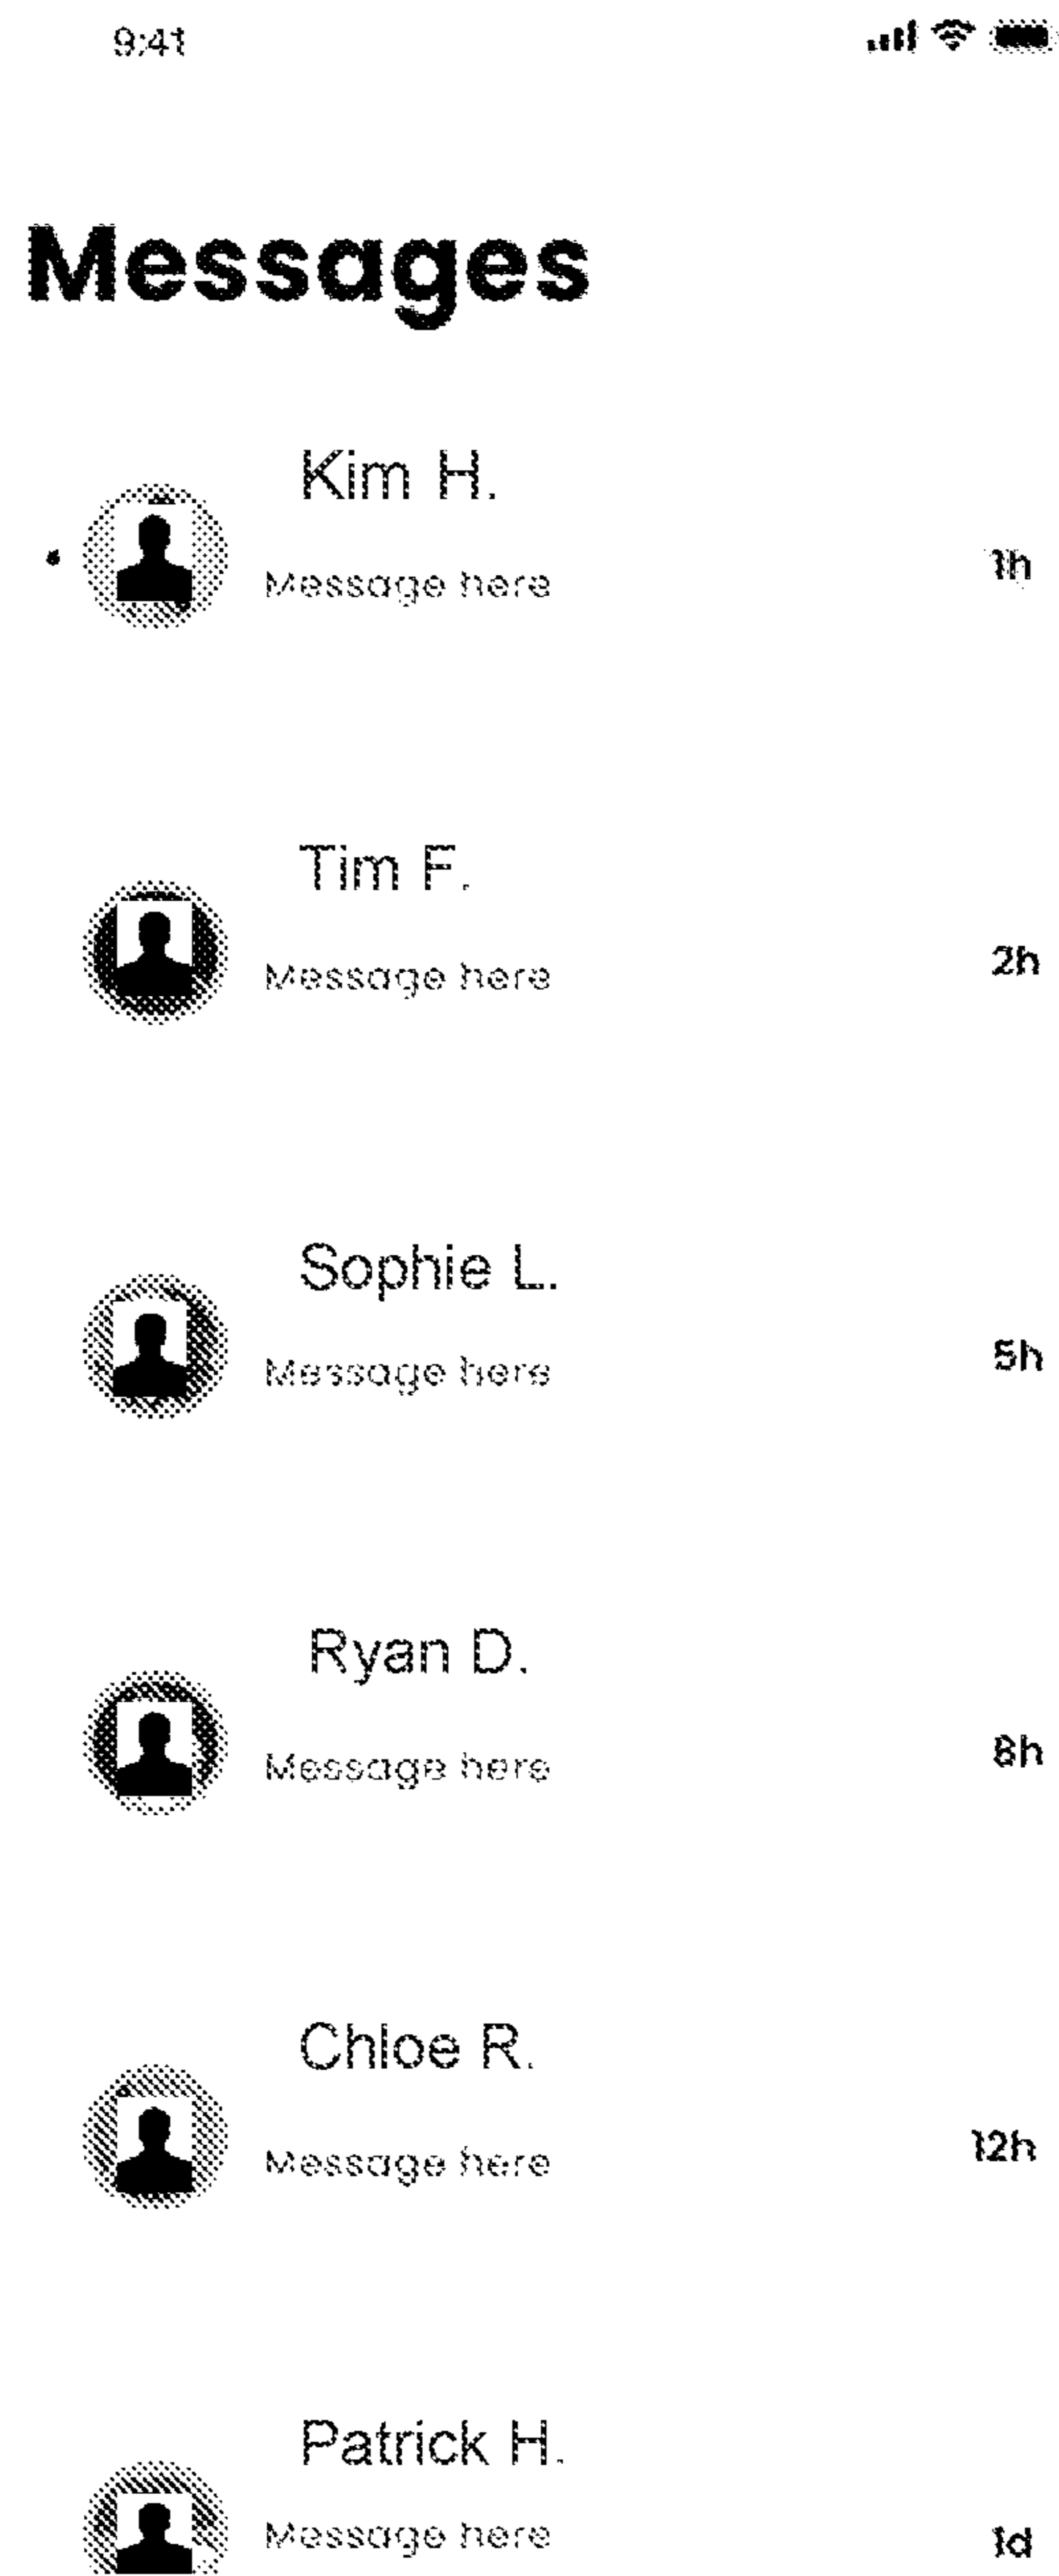 9:41
Messages
Kim H.
Message here
1h
Tim F.
Message here
2h
Sophie L.
Message here
5h
Ryan D.
Message here
8h
Chloe R.
Message here
12h
Patrick H.
Message here
1d